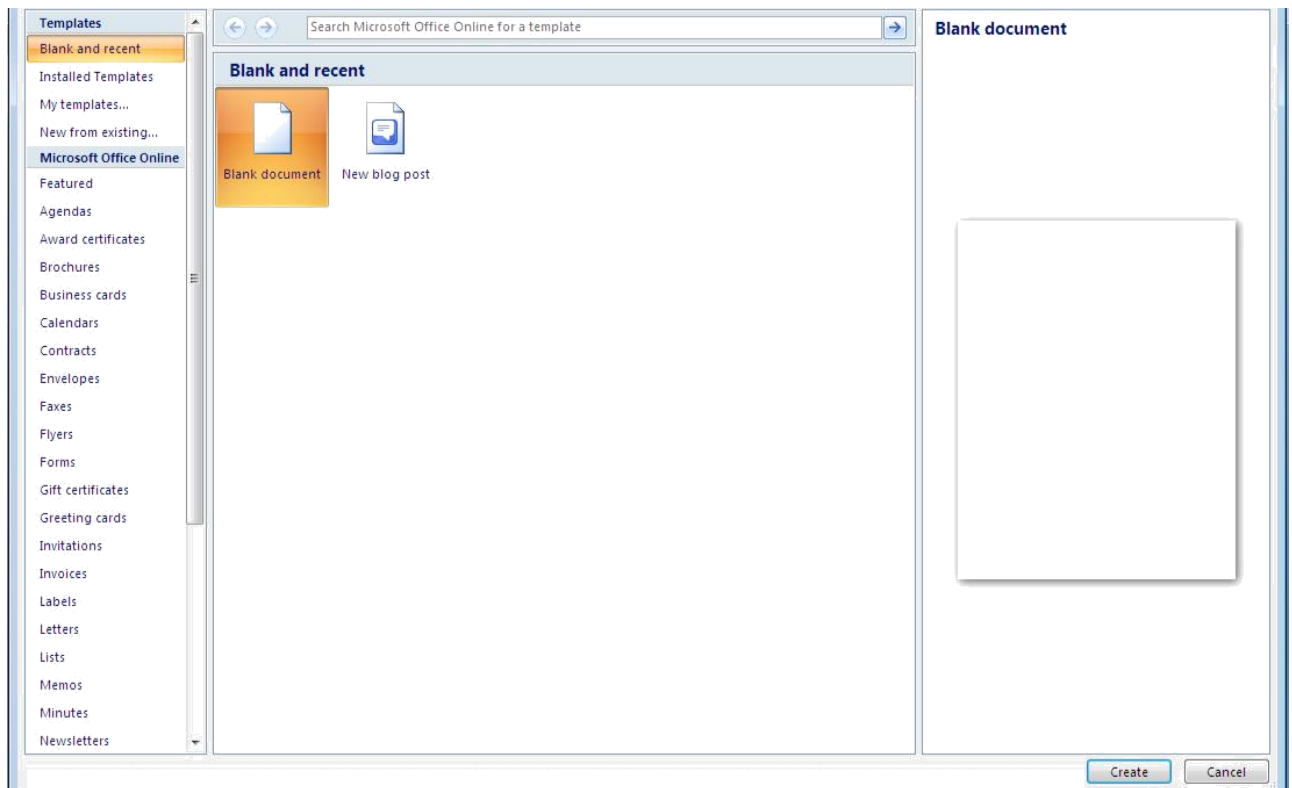 Templates
Blank and recent
Installed Templates
My templates...
New from existing...
Microsoft Office Online
Featured
Agendas
Award certificates
Brochures
Business cards
Calendars
Contracts
Envelopes
Faxes
Flyers
Forms
Gift certificates
Greeting cards
Invitations
Invoices
Labels
Letters
Lists
Memos
Minutes
Newsletters
Search Microsoft Office Online for a template
Blank and recent
Blank document
New blog post
Blank document
Create
Cancel